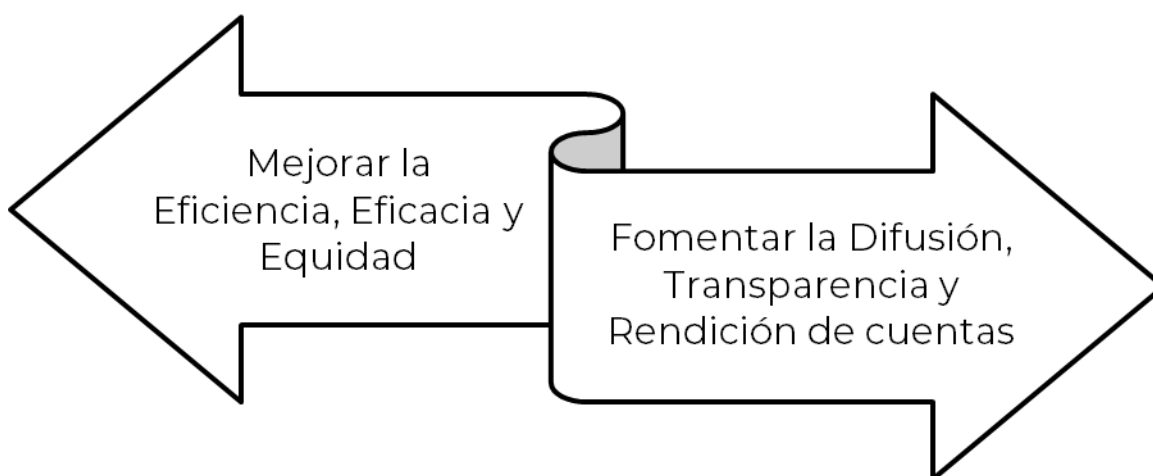 Mejorar la
Eficiencia, Eficacia y
Equidad
Fomentar la Difusión,
Transparencia y
Rendición de cuentas